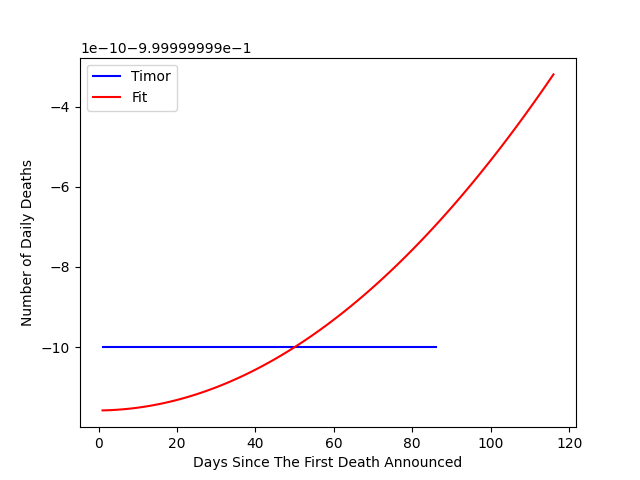 1e−10−9.99999999e−1
Timor
Fit
−4
−6
−8
−10
Number of Daily Deaths
0 20 40 60 80 100 120
Days Since The First Death Announced